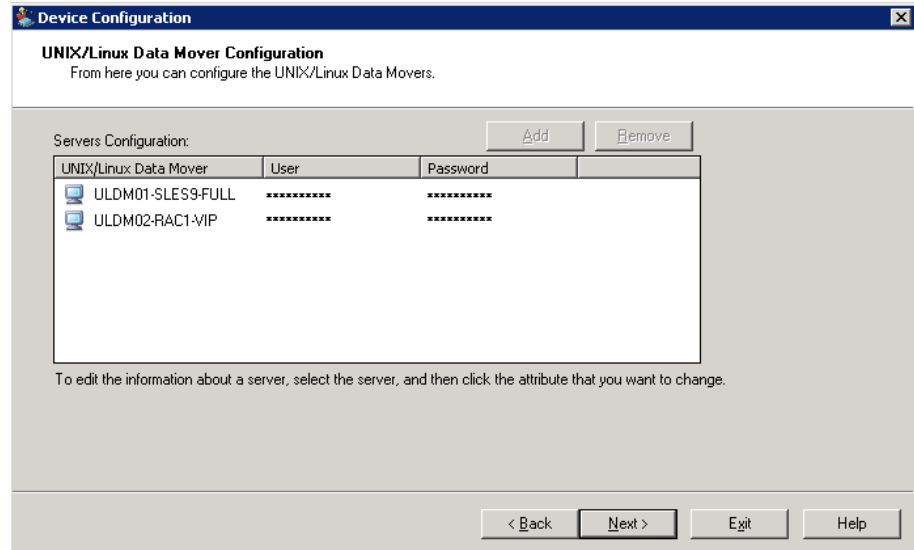 Device Configuration
UNIX/Linux Data Mover Configuration
From here you can configure the UNIX/Linux Data Movers.
Servers Configuration: Add Remove
UNIX/Linux Data Mover User Password
ULDM01-SLES9-FULL ********** **********
ULDM02-RAC1-VIP ********** **********
To edit the information about a server, select the server, and then click the attribute that you want to change.
< Back Next > Exit Help